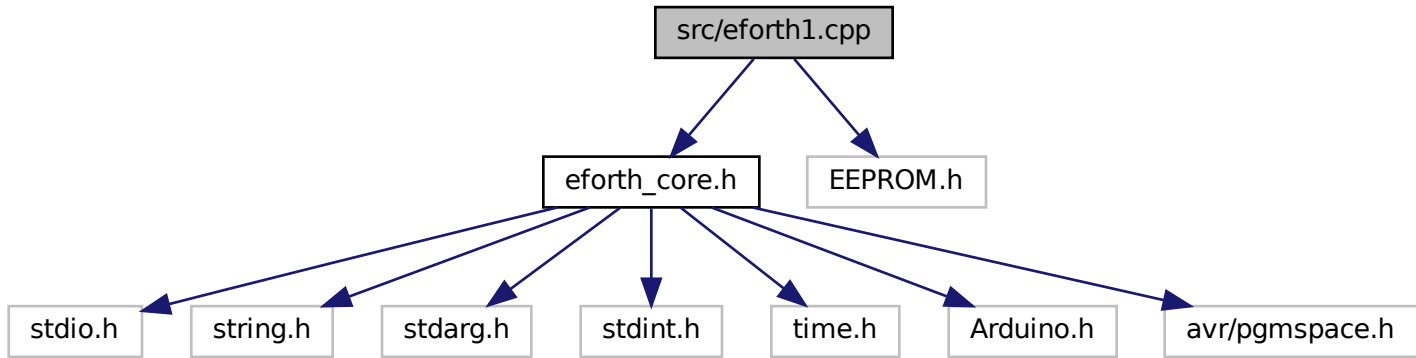 src/eforth1.cpp
eforth_core.h
EEPROM.h
stdio.h
string.h
stdarg.h
stdint.h
time.h
Arduino.h
avr/pgmspace.h